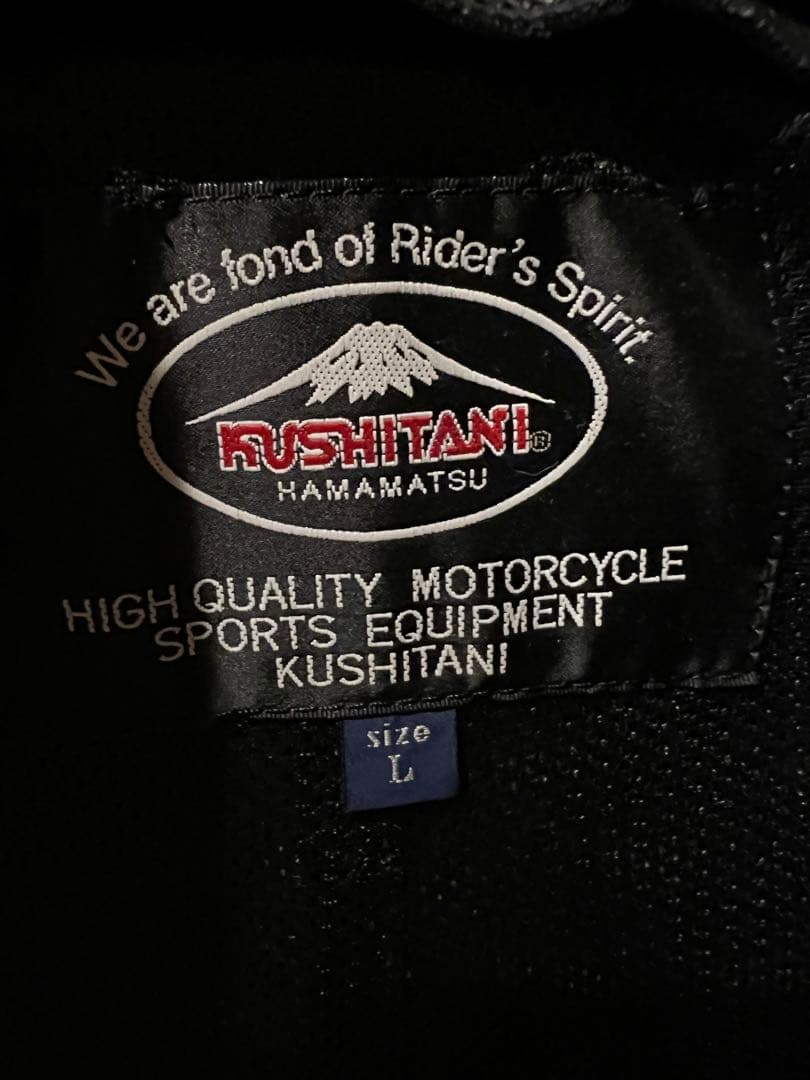 We are fond of Rider's Spirit.
KUSHITANI®
HAMAMATSU
HIGH QUALITY MOTORCYCLE
SPORTS EQUIPMENT
KUSHITANI
size
L